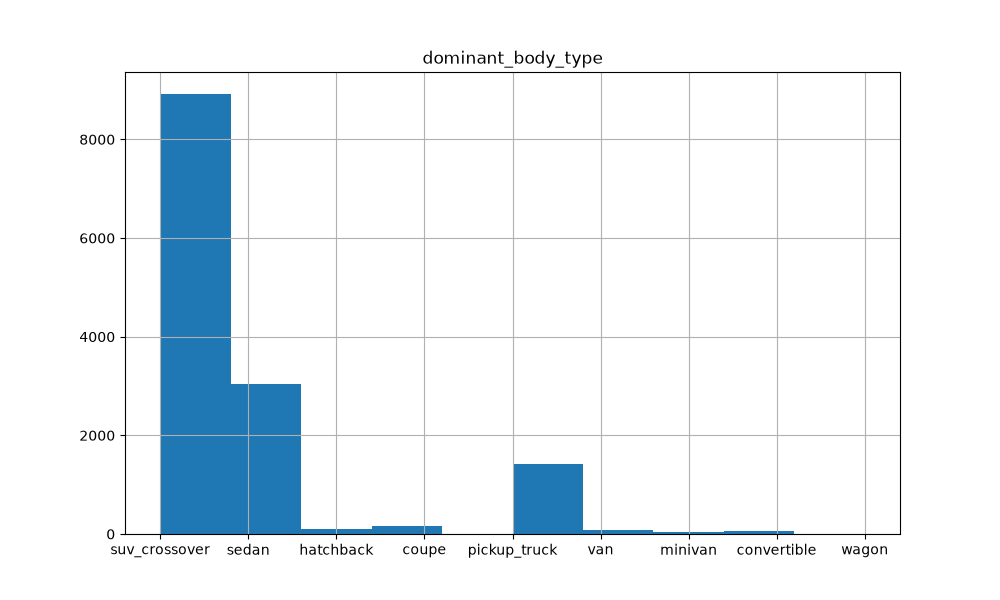 dominant_body_type
8000
6000
4000
2000
0
suv_crossover sedan hatchback coupe pickup_truck van minivan convertible wagon